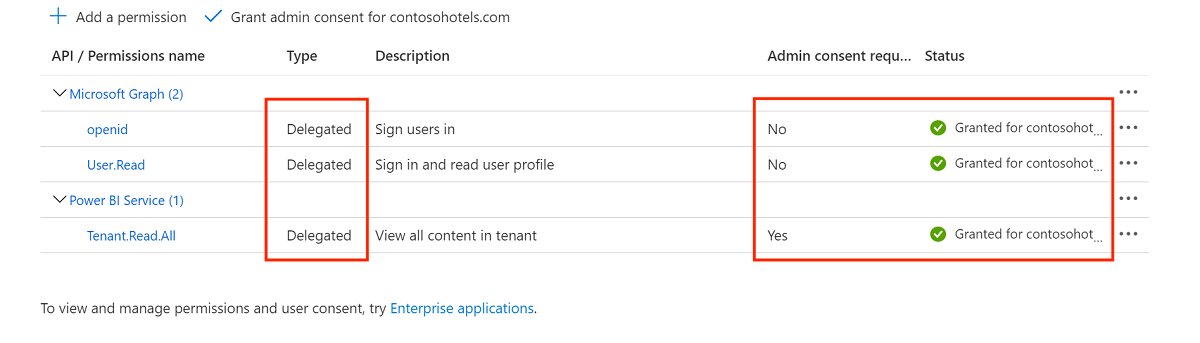 Add a permission Grant admin consent for contosohotels.com
API / Permissions name Type Description Admin consent requ... Status
Microsoft Graph (2)
openid Delegated Sign users in No Granted for contosohot...
User.Read Delegated Sign in and read user profile No Granted for contosohot...
Power BI Service (1)
Tenant.Read.All Delegated View all content in tenant Yes Granted for contosohot...
To view and manage permissions and user consent, try Enterprise applications.